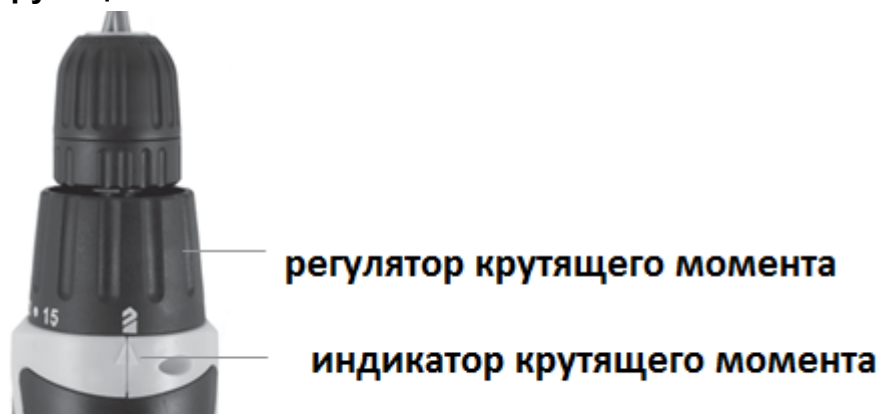 • 15
регулятор крутящего момента
индикатор крутящего момента